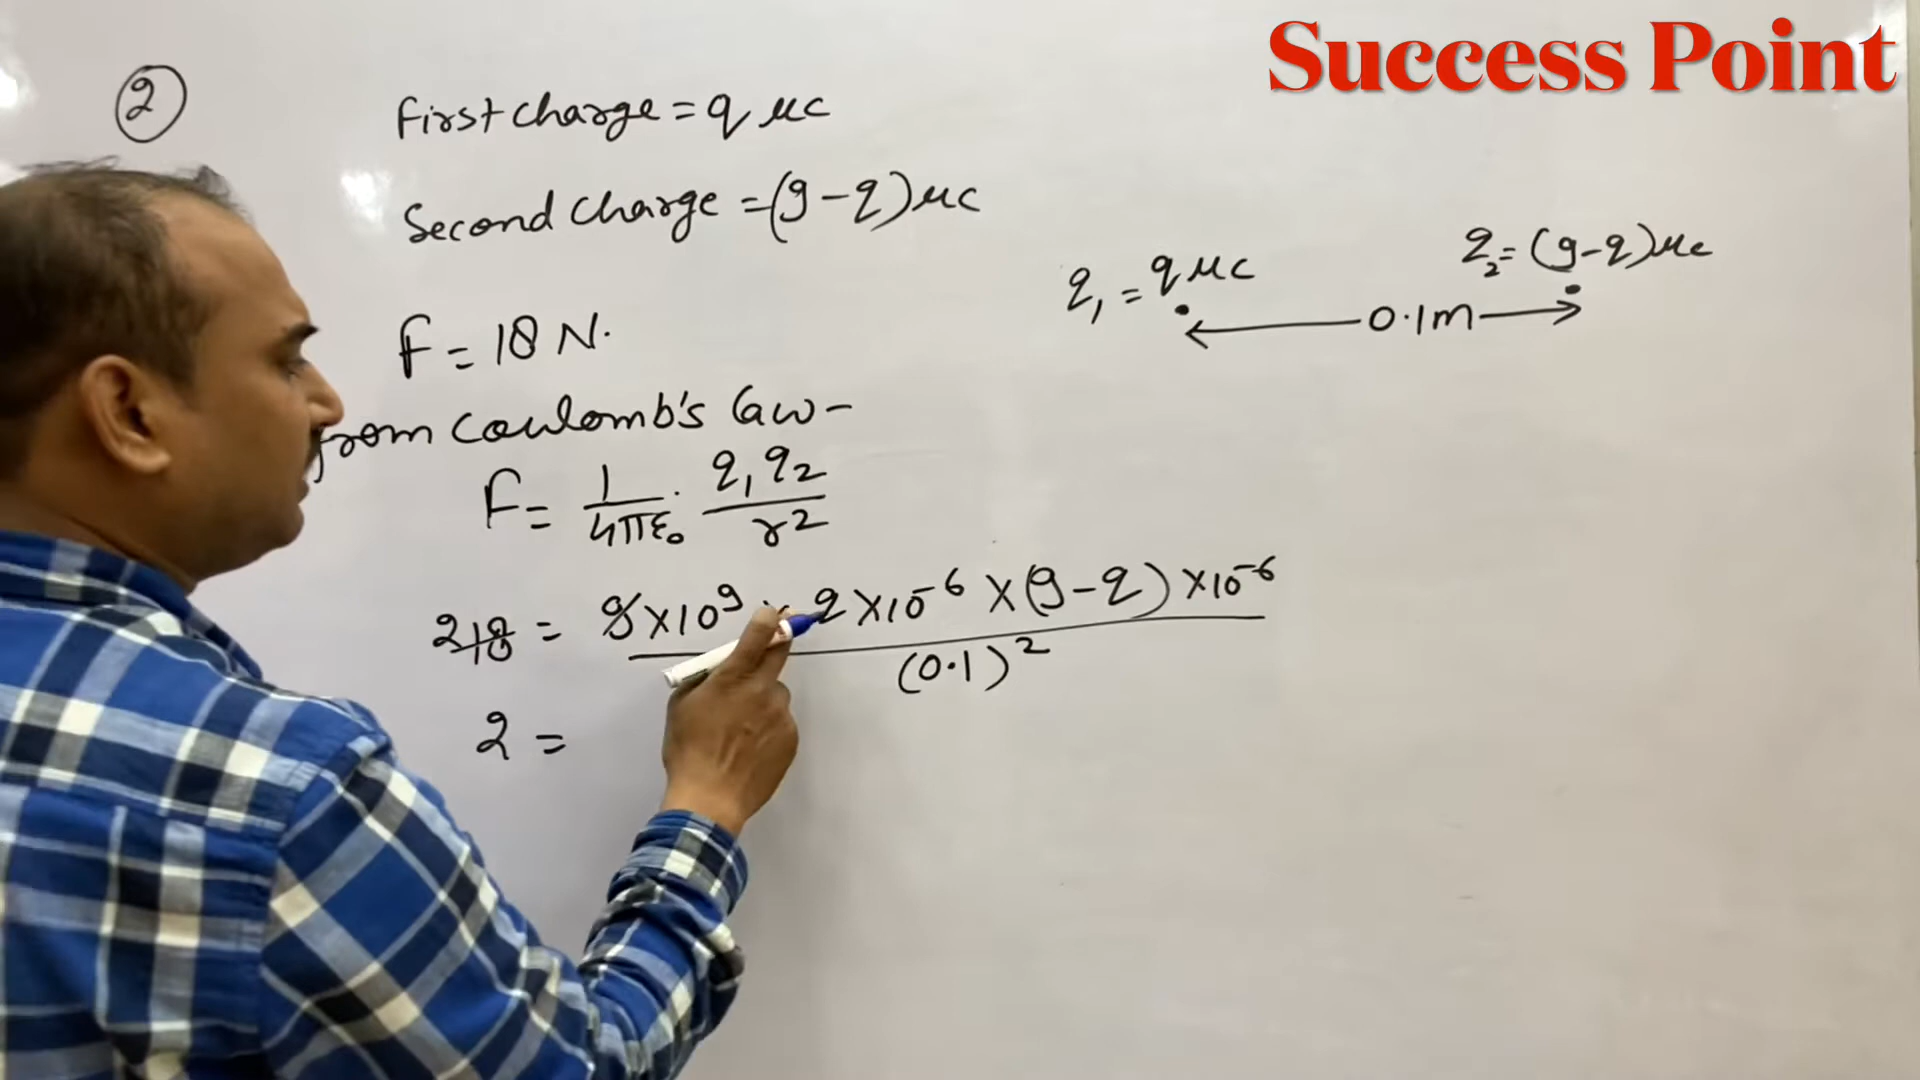 Success Point
2
First charge = q μc
Second charge = (9-q) μc
q₁ = q μc
q₂ = (9-q) μc
0.1m
F = 18 N.
From Coulomb's Law -
F = 1/4πε₀ . q₁q₂/r²
2 18 = 9×10⁹ × q×10⁻⁶ × (9-q) ×10⁻⁶ / (0.1)²
2 =